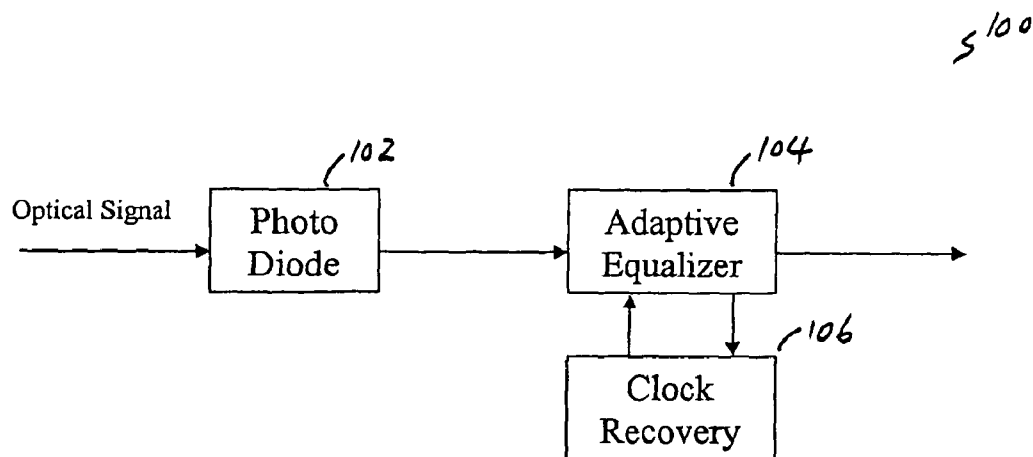 100
102
104
Optical Signal
Photo
Diode
Adaptive
Equalizer
106
Clock
Recovery